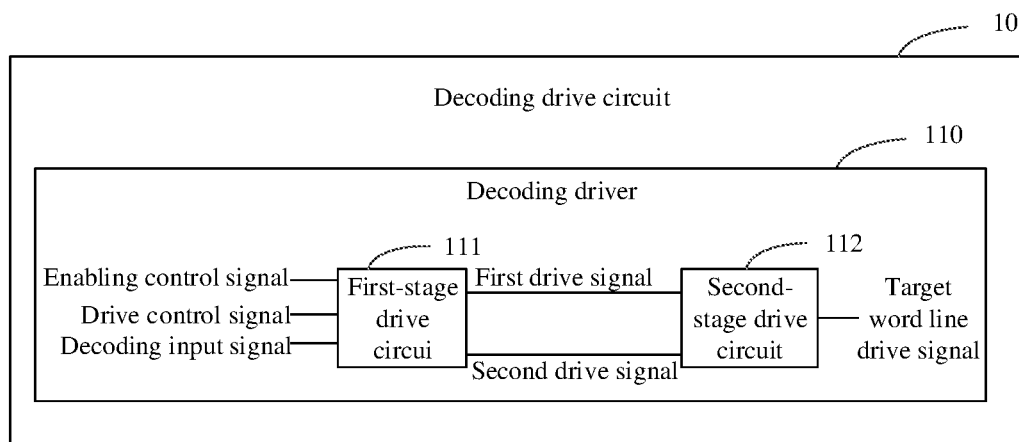 10
Decoding drive circuit
110
Decoding driver
111
112
Enabling control signal
Drive control signal
Decoding input signal
First-stage
drive
circui
First drive signal
Second drive signal
Second-
stage drive
circuit
Target
word line
drive signal